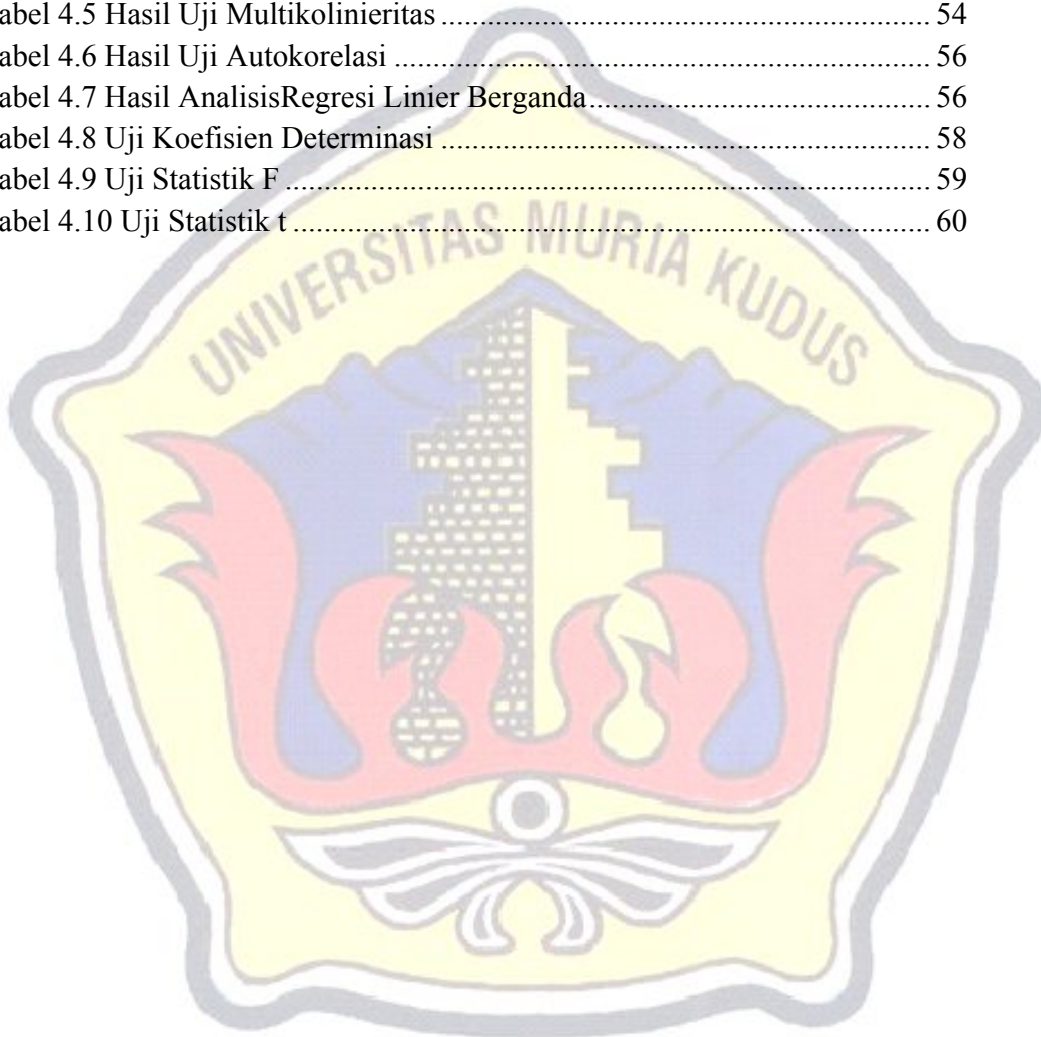 abel 4.5 Hasil Uji Multikolinieritas ........................................................................ 54
abel 4.6 Hasil Uji Autokorelasi ............................................................................... 56
abel 4.7 Hasil AnalisisRegresi Linier Berganda ..................................................... 56
abel 4.8 Uji Koefisien Determinasi ........................................................................ 58
abel 4.9 Uji Statistik F ............................................................................................ 59
abel 4.10 Uji Statistik t ........................................................................................... 60
UNIVERSITAS MURIA KUDUS